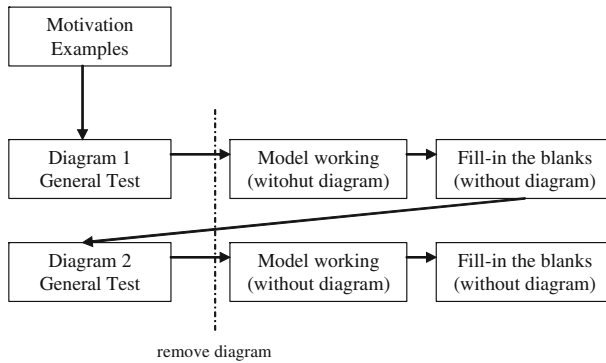 Motivation
Examples
Diagram 1
General Test
Model working
(witohut diagram)
Fill-in the blanks
(without diagram)
Diagram 2
General Test
Model working
(without diagram)
Fill-in the blanks
(without diagram)
remove diagram